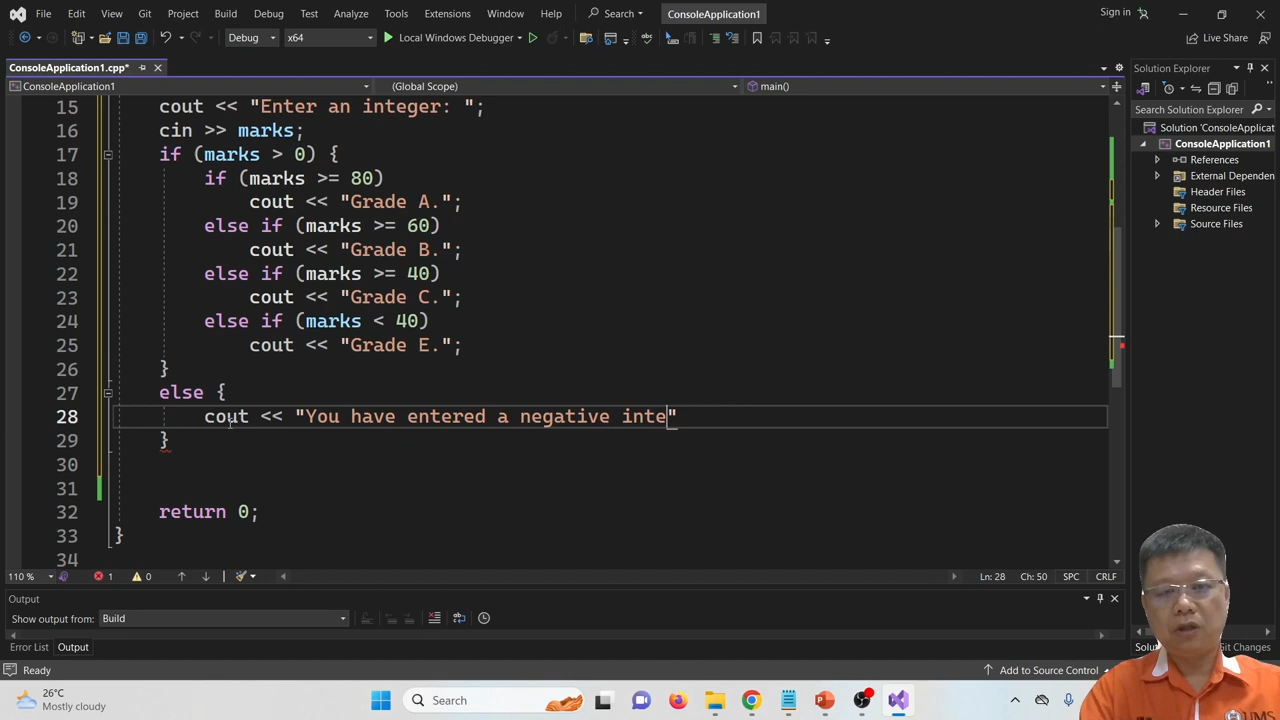 File Edit View Git Project Build Debug Test Analyze Tools Extensions Window Help Search ConsoleApplication1 Sign in
Debug x64 Local Windows Debugger Live Share
ConsoleApplication1.cpp*
ConsoleApplication1 (Global Scope) main()
15 cout << "Enter an integer: ";
16 cin >> marks;
17 if (marks > 0) {
18 if (marks >= 80)
19 cout << "Grade A.";
20 else if (marks >= 60)
21 cout << "Grade B.";
22 else if (marks >= 40)
23 cout << "Grade C.";
24 else if (marks < 40)
25 cout << "Grade E.";
26 }
27 else {
28 cout << "You have entered a negative inte"
29 }
30
31
32 return 0;
33 }
34
110 % 1 0 Ln: 28 Ch: 50 SPC CRLF
Output
Show output from: Build
Error List Output
Ready
Add to Source Control
Solution Explorer
Search Solution Explorer
Solution 'ConsoleApplicat
ConsoleApplication1
References
External Dependen
Header Files
Resource Files
Source Files
Git Changes
26°C
Mostly cloudy
Search
UMS